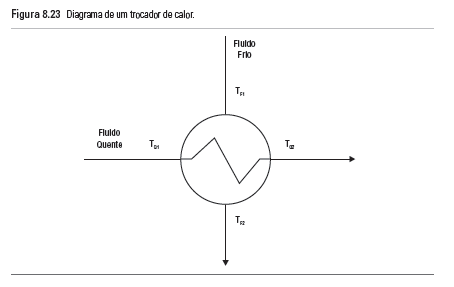 Figura 8.23 Diagrama de um trocador de calor.
Fluido
Frio
TF1
Fluido
Quente
TQ1
TQ2
TF2